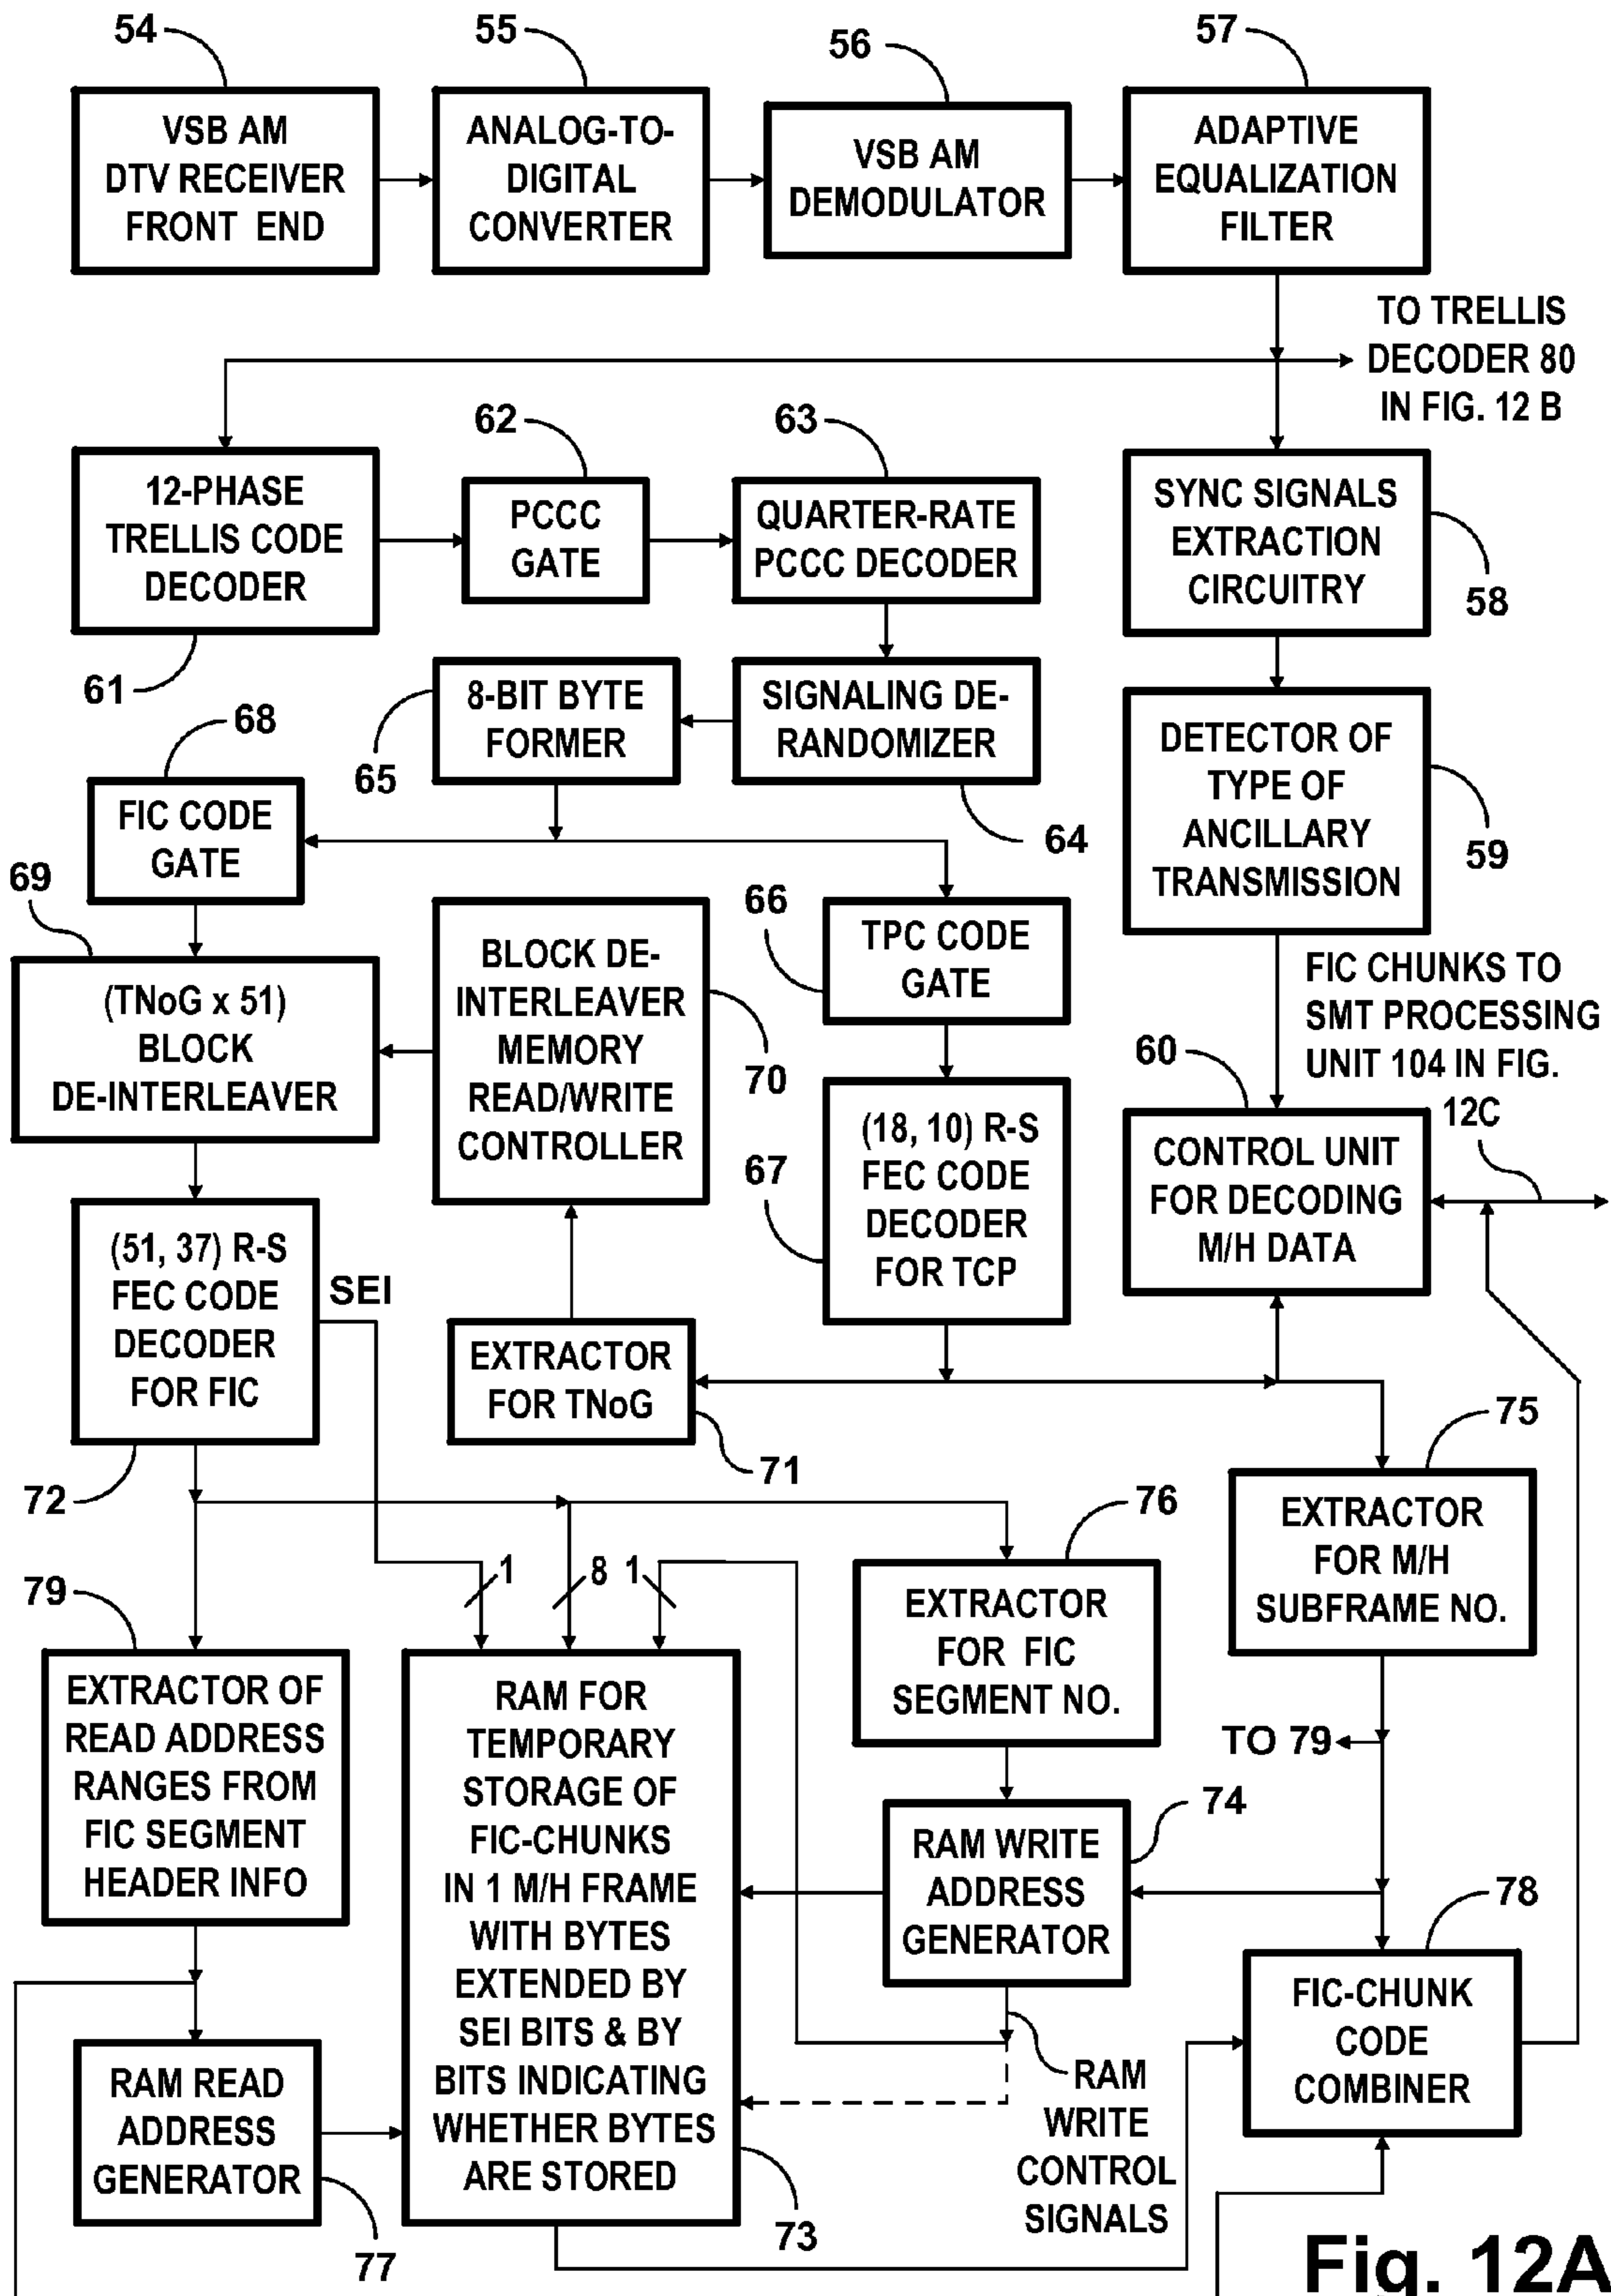 54
55
56
57
VSB AM
DTV RECEIVER
FRONT END
ANALOG-TO-
DIGITAL
CONVERTER
VSB AM
DEMODULATOR
ADAPTIVE
EQUALIZATION
FILTER
TO TRELLIS
DECODER 80
IN FIG. 12 B
62
63
12-PHASE
TRELLIS CODE
DECODER
61
PCCC
GATE
QUARTER-RATE
PCCC DECODER
SYNC SIGNALS
EXTRACTION
CIRCUITRY
58
8-BIT BYTE
FORMER
65
SIGNALING DE-
RANDOMIZER
64
DETECTOR OF
TYPE OF
ANCILLARY
TRANSMISSION
59
68
FIC CODE
GATE
69
(TNoG x 51)
BLOCK
DE-INTERLEAVER
BLOCK DE-
INTERLEAVER
MEMORY
READ/WRITE
CONTROLLER
70
66
TPC CODE
GATE
FIC CHUNKS TO
SMT PROCESSING
UNIT 104 IN FIG.
12C
60
67
(18, 10) R-S
FEC CODE
DECODER
FOR TCP
CONTROL UNIT
FOR DECODING
M/H DATA
(51, 37) R-S
FEC CODE
DECODER
FOR FIC
SEI
72
EXTRACTOR
FOR TNoG
71
75
EXTRACTOR
FOR M/H
SUBFRAME NO.
76
1
8
1
EXTRACTOR
FOR FIC
SEGMENT NO.
79
EXTRACTOR OF
READ ADDRESS
RANGES FROM
FIC SEGMENT
HEADER INFO
RAM FOR
TEMPORARY
STORAGE OF
FIC-CHUNKS
IN 1 M/H FRAME
WITH BYTES
EXTENDED BY
SEI BITS & BY
BITS INDICATING
WHETHER BYTES
ARE STORED
73
TO 79
74
RAM WRITE
ADDRESS
GENERATOR
78
FIC-CHUNK
CODE
COMBINER
RAM READ
ADDRESS
GENERATOR
77
RAM
WRITE
CONTROL
SIGNALS
Fig. 12A